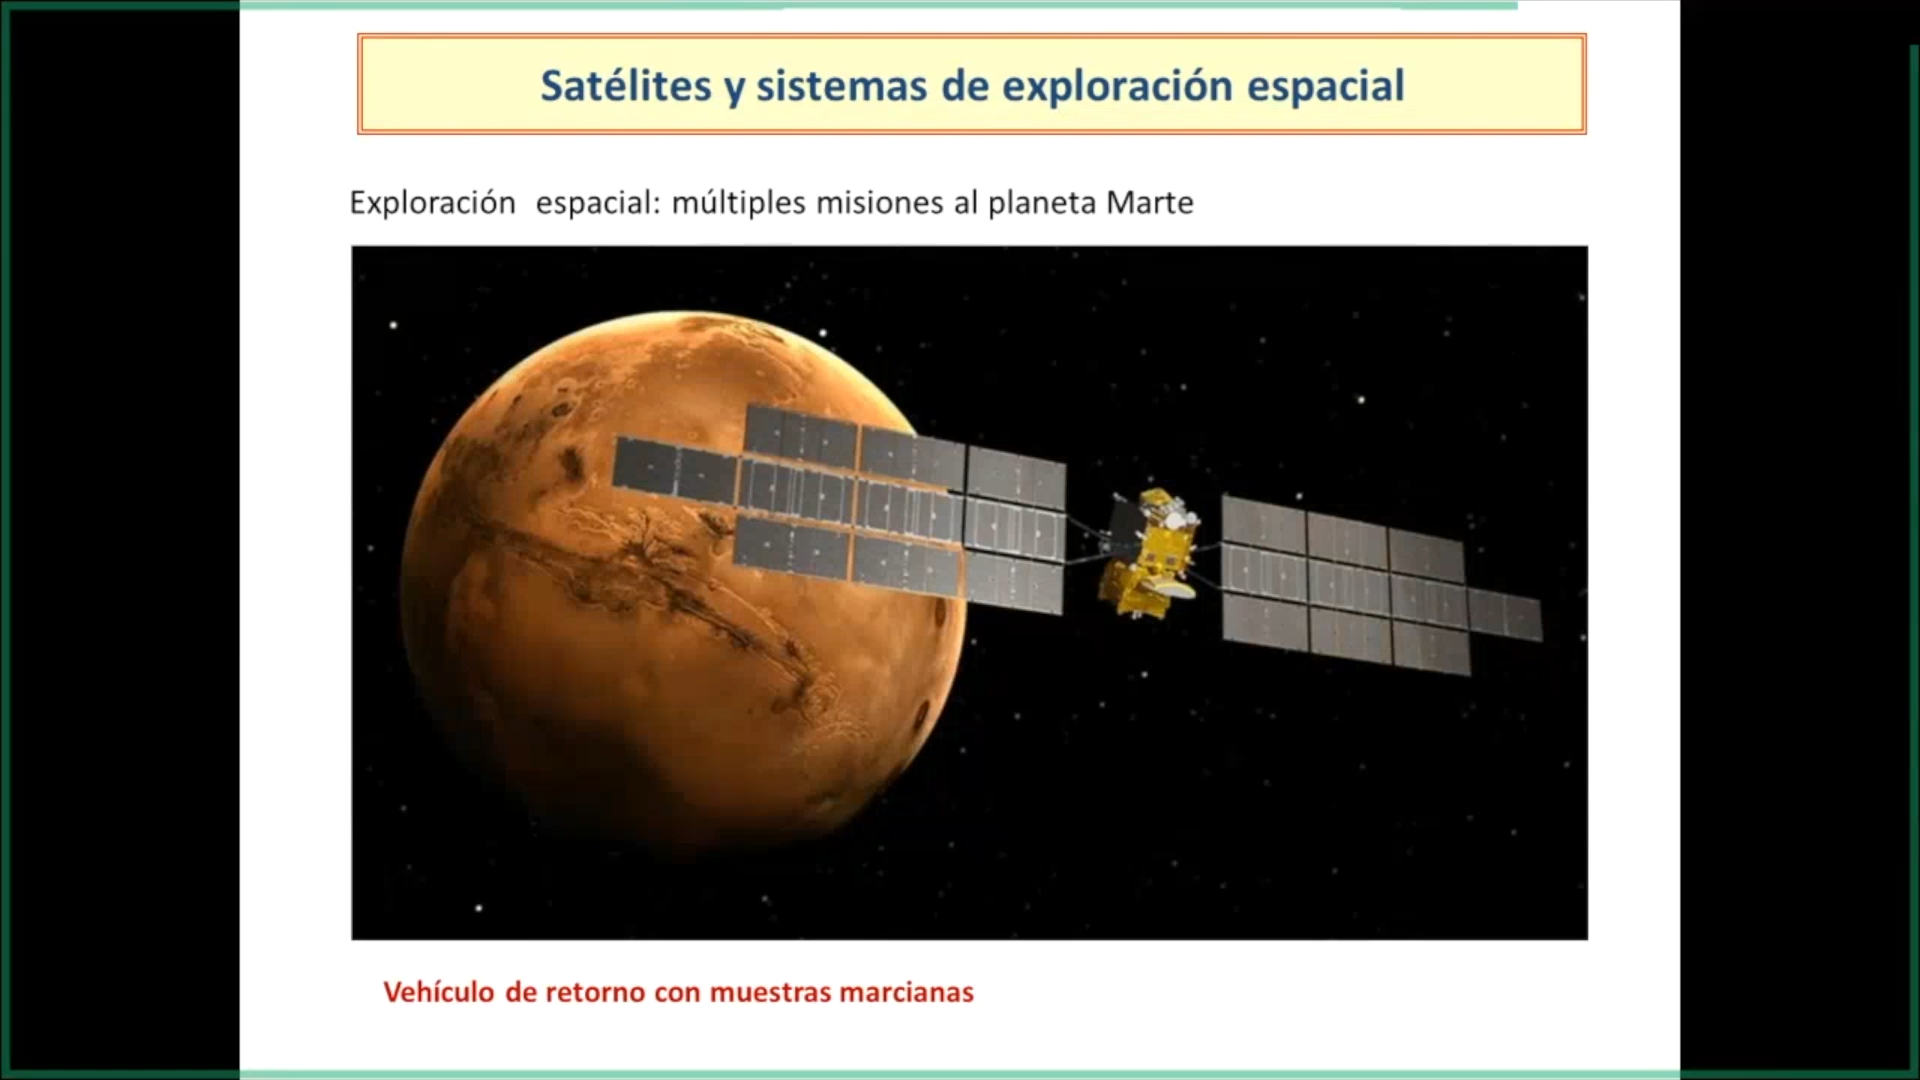 Satélites y sistemas de exploración espacial
Exploración espacial: múltiples misiones al planeta Marte
Vehículo de retorno con muestras marcianas